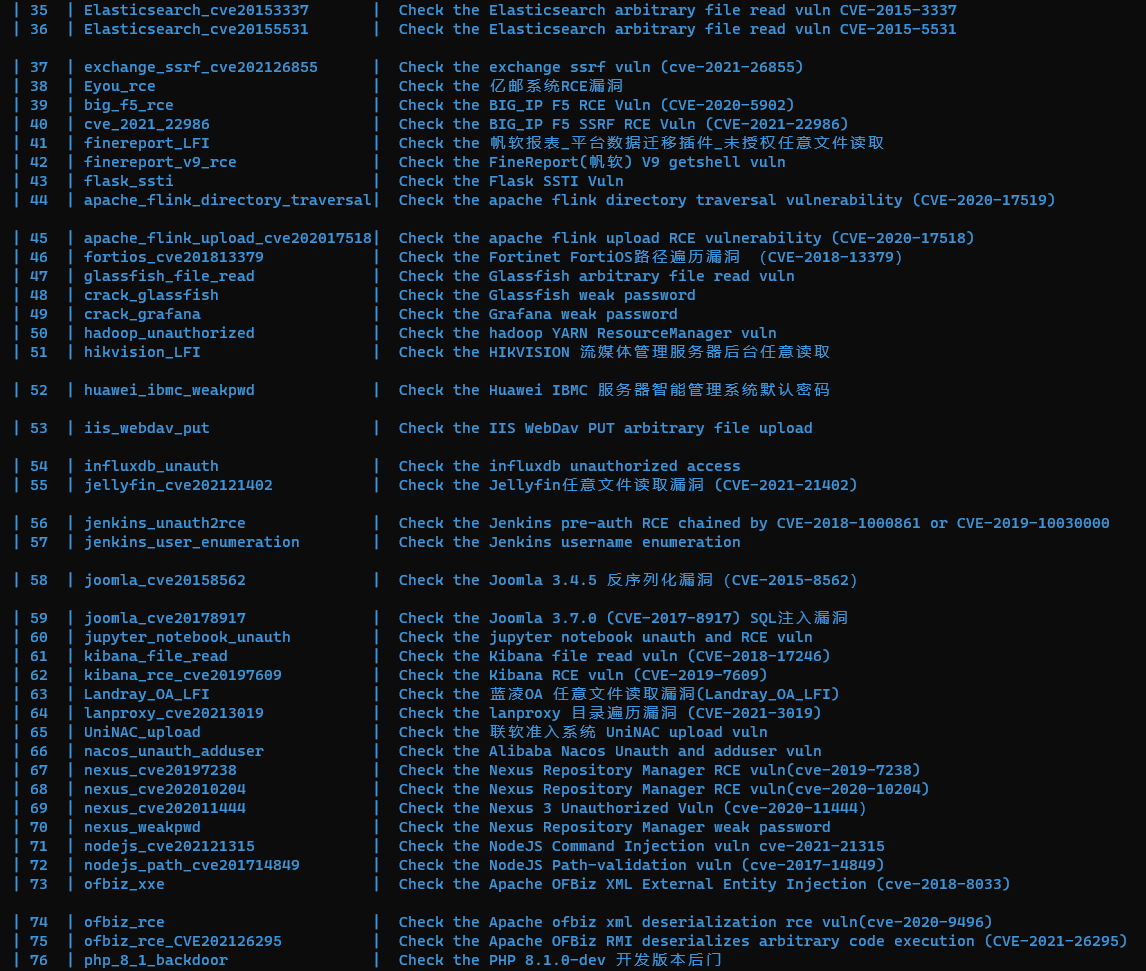 | 35 | Elasticsearch_cve20153337 | Check the Elasticsearch arbitrary file read vuln CVE-2015-3337
| 36 | Elasticsearch_cve20155531 | Check the Elasticsearch arbitrary file read vuln CVE-2015-5531
| 37 | exchange_ssrf_cve202126855 | Check the exchange ssrf vuln (cve-2021-26855)
| 38 | Eyou_rce | Check the 亿邮系统RCE漏洞
| 39 | big_f5_rce | Check the BIG_IP F5 RCE Vuln (CVE-2020-5902)
| 40 | cve_2021_22986 | Check the BIG_IP F5 SSRF RCE Vuln (CVE-2021-22986)
| 41 | finereport_LFI | Check the 帆软报表_平台数据迁移插件_未授权任意文件读取
| 42 | finereport_v9_rce | Check the FineReport(帆软) V9 getshell vuln
| 43 | flask_ssti | Check the Flask SSTI Vuln
| 44 | apache_flink_directory_traversal| Check the apache flink directory traversal vulnerability (CVE-2020-17519)
| 45 | apache_flink_upload_cve202017518| Check the apache flink upload RCE vulnerability (CVE-2020-17518)
| 46 | fortios_cve201813379 | Check the Fortinet FortiOS路径遍历漏洞 (CVE-2018-13379)
| 47 | glassfish_file_read | Check the Glassfish arbitrary file read vuln
| 48 | crack_glassfish | Check the Glassfish weak password
| 49 | crack_grafana | Check the Grafana weak password
| 50 | hadoop_unauthorized | Check the hadoop YARN ResourceManager vuln
| 51 | hikvision_LFI | Check the HIKVISION 流媒体管理服务器后台任意读取
| 52 | huawei_ibmc_weakpwd | Check the Huawei IBMC 服务器智能管理系统默认密码
| 53 | iis_webdav_put | Check the IIS WebDav PUT arbitrary file upload
| 54 | influxdb_unauth | Check the influxdb unauthorized access
| 55 | jellyfin_cve202121402 | Check the Jellyfin任意文件读取漏洞 (CVE-2021-21402)
| 56 | jenkins_unauth2rce | Check the Jenkins pre-auth RCE chained by CVE-2018-1000861 or CVE-2019-10030000
| 57 | jenkins_user_enumeration | Check the Jenkins username enumeration
| 58 | joomla_cve20158562 | Check the Joomla 3.4.5 反序列化漏洞 (CVE-2015-8562)
| 59 | joomla_cve20178917 | Check the Joomla 3.7.0 (CVE-2017-8917) SQL注入漏洞
| 60 | jupyter_notebook_unauth | Check the jupyter notebook unauth and RCE vuln
| 61 | kibana_file_read | Check the Kibana file read vuln (CVE-2018-17246)
| 62 | kibana_rce_cve20197609 | Check the Kibana RCE vuln (CVE-2019-7609)
| 63 | Landray_OA_LFI | Check the 蓝凌OA 任意文件读取漏洞(Landray_OA_LFI)
| 64 | lanproxy_cve20213019 | Check the lanproxy 目录遍历漏洞 (CVE-2021-3019)
| 65 | UniNAC_upload | Check the 联软准入系统 UniNAC upload vuln
| 66 | nacos_unauth_adduser | Check the Alibaba Nacos Unauth and adduser vuln
| 67 | nexus_cve20197238 | Check the Nexus Repository Manager RCE vuln(cve-2019-7238)
| 68 | nexus_cve202010204 | Check the Nexus Repository Manager RCE vuln(cve-2020-10204)
| 69 | nexus_cve202011444 | Check the Nexus 3 Unauthorized Vuln (cve-2020-11444)
| 70 | nexus_weakpwd | Check the Nexus Repository Manager weak password
| 71 | nodejs_cve202121315 | Check the NodeJS Command Injection vuln cve-2021-21315
| 72 | nodejs_path_cve201714849 | Check the NodeJS Path-validation vuln (cve-2017-14849)
| 73 | ofbiz_xxe | Check the Apache OFBiz XML External Entity Injection (cve-2018-8033)
| 74 | ofbiz_rce | Check the Apache ofbiz xml deserialization rce vuln(cve-2020-9496)
| 75 | ofbiz_rce_CVE202126295 | Check the Apache OFBiz RMI deserializes arbitrary code execution (CVE-2021-26295)
| 76 | php_8_1_backdoor | Check the PHP 8.1.0-dev 开发版本后门